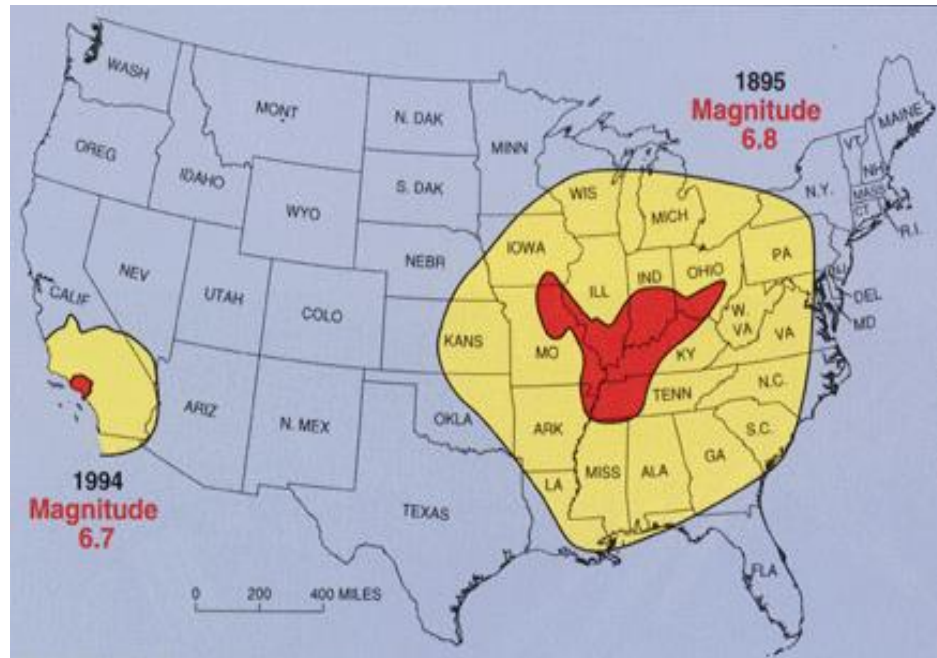 WASH
MONT
N. DAK
MINN
1895
Magnitude
6.8
MAINE
VT.
NH
MASS
CT
R.I.
N.Y.
OREG
IDAHO
S. DAK
WIS
MICH
WYO
IOWA
PA
NEBR
NEV
UTAH
COLO
CALIF
ILL
IND
OHIO
DEL
MD
W.
VA
VA
KANS
MO
KY
N.C.
TENN
ARIZ
N. MEX
OKLA
ARK
S.C.
MISS
ALA
GA
LA
1994
Magnitude
6.7
TEXAS
FLA
0 200 400 MILES